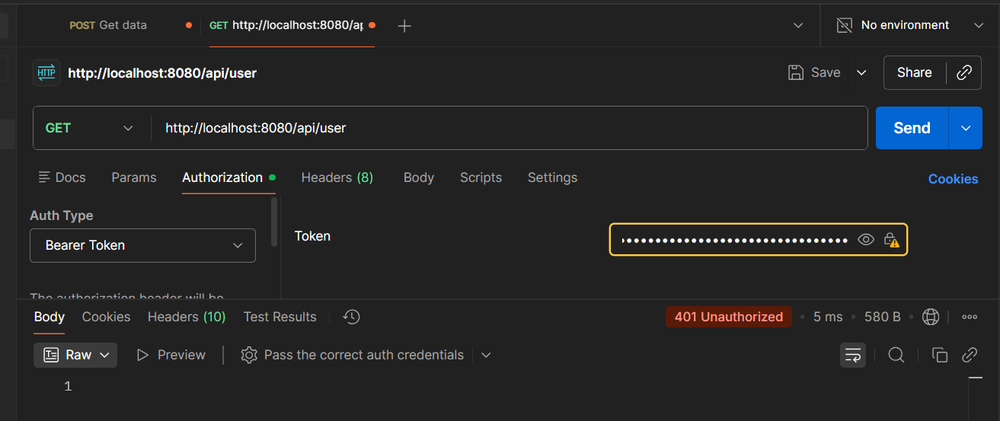 POST Get data
GET http://localhost:8080/ap
No environment
HTTP http://localhost:8080/api/user
Save
Share
GET http://localhost:8080/api/user
Send
Docs Params Authorization Headers (8) Body Scripts Settings
Cookies
Auth Type
Bearer Token
Token
••••••••••••••••••••••••••••••••
The authorization header will be
Body Cookies Headers (10) Test Results
401 Unauthorized • 5 ms • 580 B •
Raw Preview Pass the correct auth credentials
1